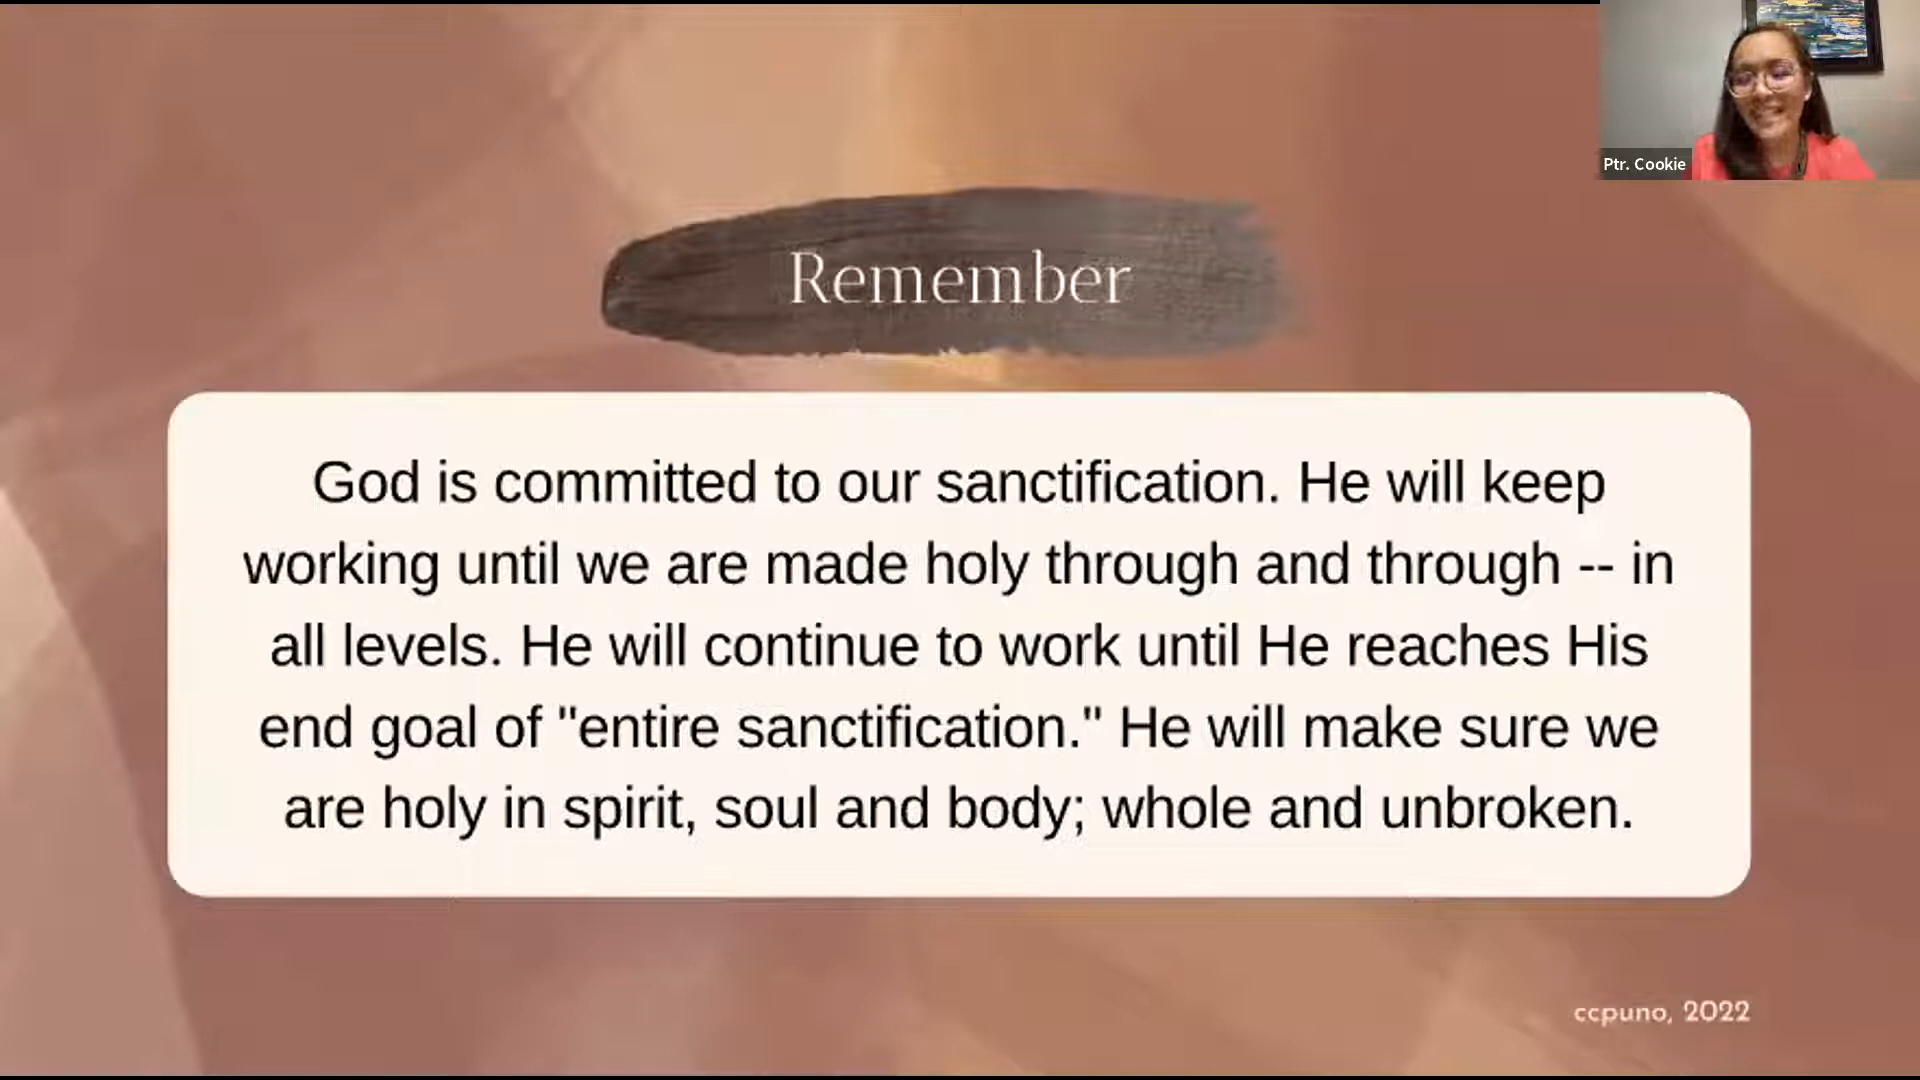 Ptr. Cookie
Remember
God is committed to our sanctification. He will keep
working until we are made holy through and through -- in
all levels. He will continue to work until He reaches His
end goal of "entire sanctification." He will make sure we
are holy in spirit, soul and body; whole and unbroken.
ccpuno, 2022